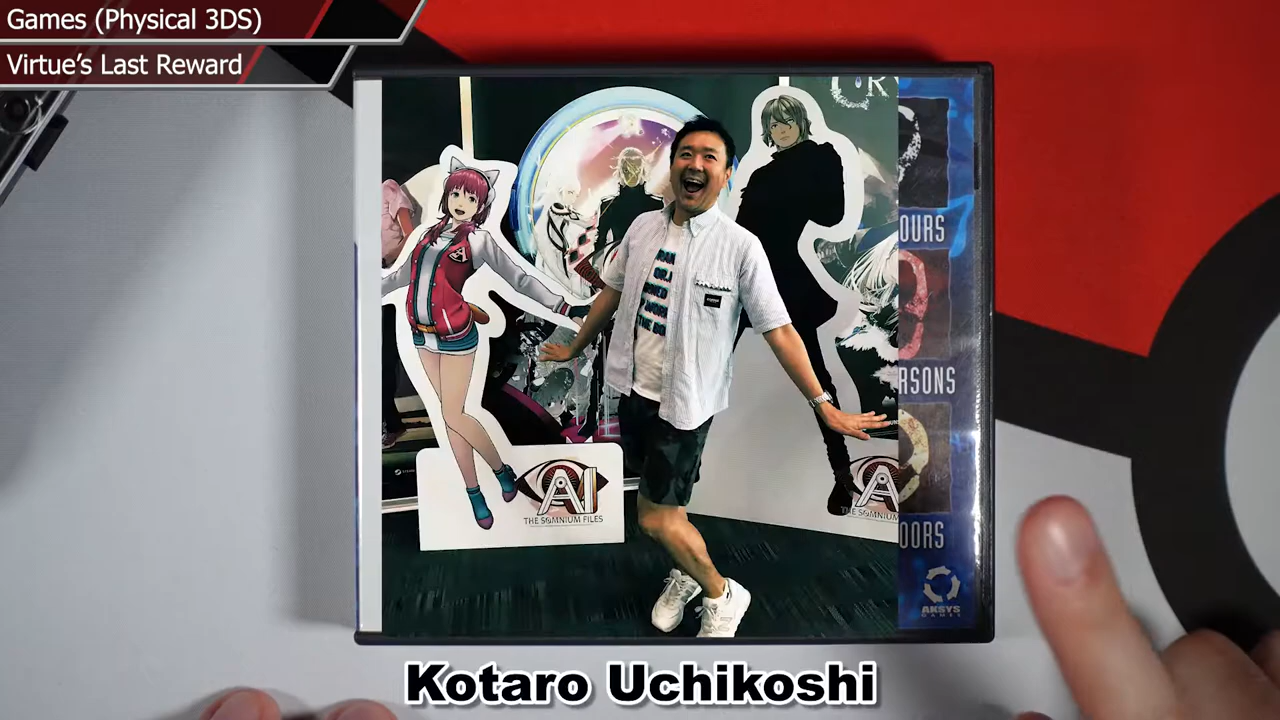 Games (Physical 3DS)
Virtue's Last Reward
OURS
RSONS
OORS
AKSYS
GAMES
AI
THE SOMNIUM FILES
AI
THE SOMNIUM FILES
Kotaro Uchikoshi